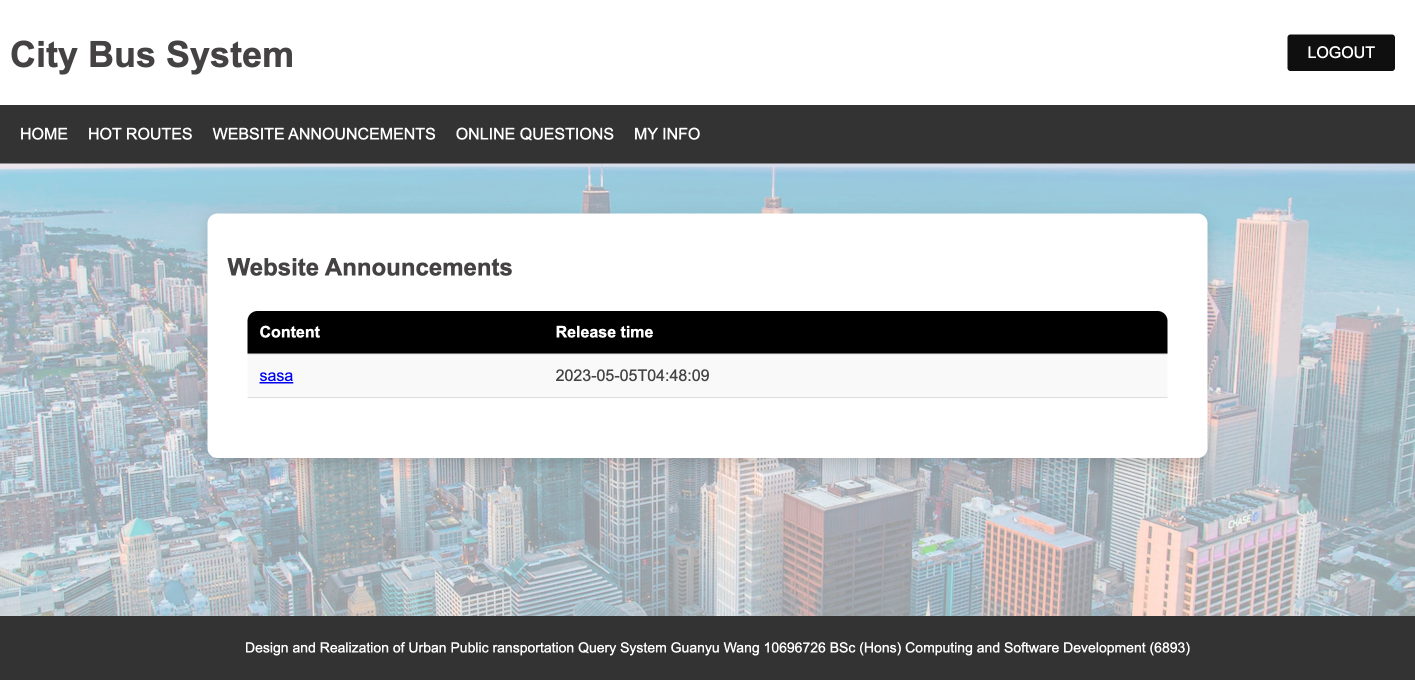 City Bus System
LOGOUT
HOME HOT ROUTES WEBSITE ANNOUNCEMENTS ONLINE QUESTIONS MY INFO
Website Announcements
Content Release time
sasa 2023-05-05T04:48:09
CHASE
Design and Realization of Urban Public ransportation Query System Guanyu Wang 10696726 BSc (Hons) Computing and Software Development (6893)